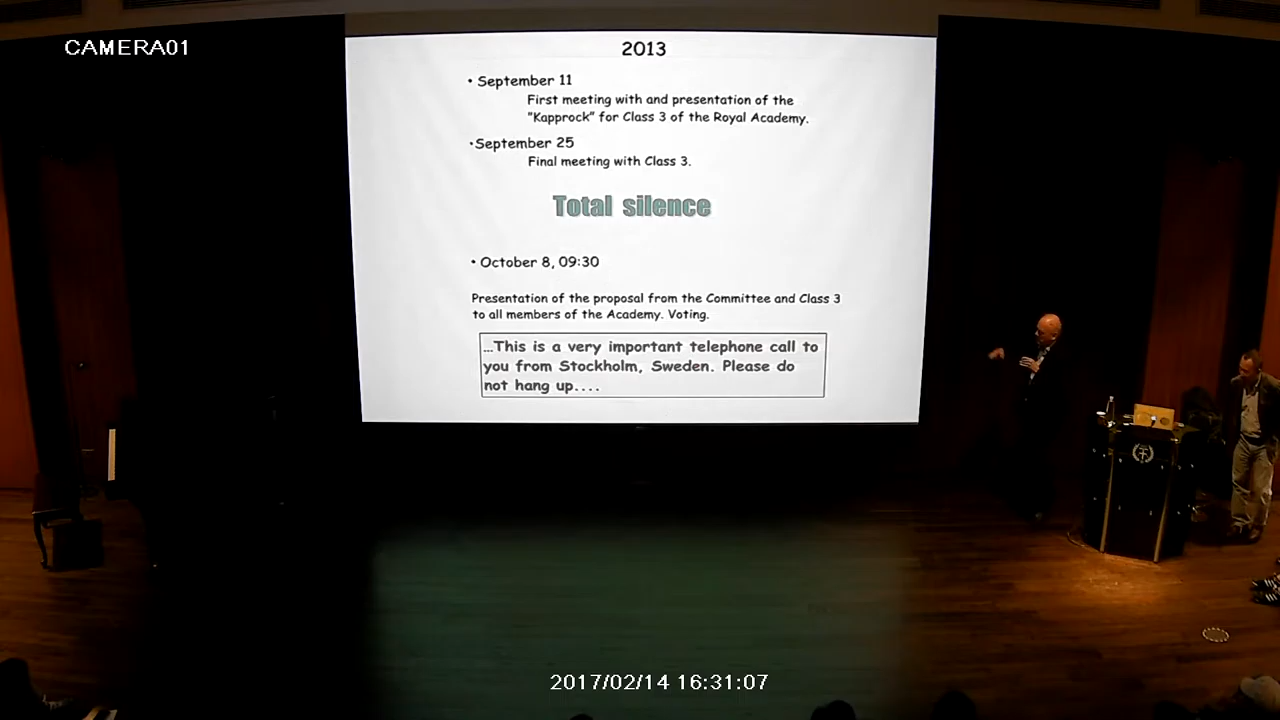 CAMERA01
2013
• September 11
First meeting with and presentation of the
"Kapprock" for Class 3 of the Royal Academy.
•September 25
Final meeting with Class 3.
Total silence
• October 8, 09:30
Presentation of the proposal from the Committee and Class 3
to all members of the Academy. Voting.
…This is a very important telephone call to
you from Stockholm, Sweden. Please do
not hang up....
2017/02/14 16:31:07